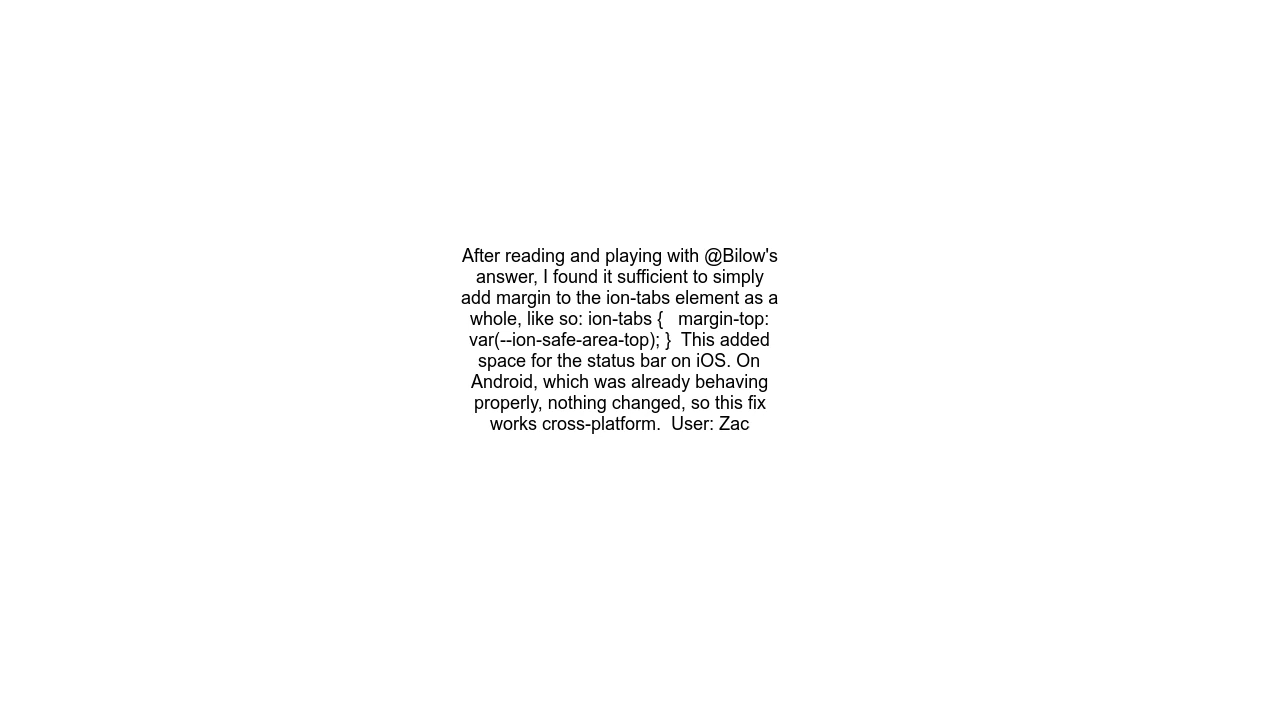 After reading and playing with @Bilow's
answer, I found it sufficient to simply
add margin to the ion-tabs element as a
whole, like so: ion-tabs {   margin-top:
var(--ion-safe-area-top); }  This added
space for the status bar on iOS. On
Android, which was already behaving
properly, nothing changed, so this fix
works cross-platform.  User: Zac